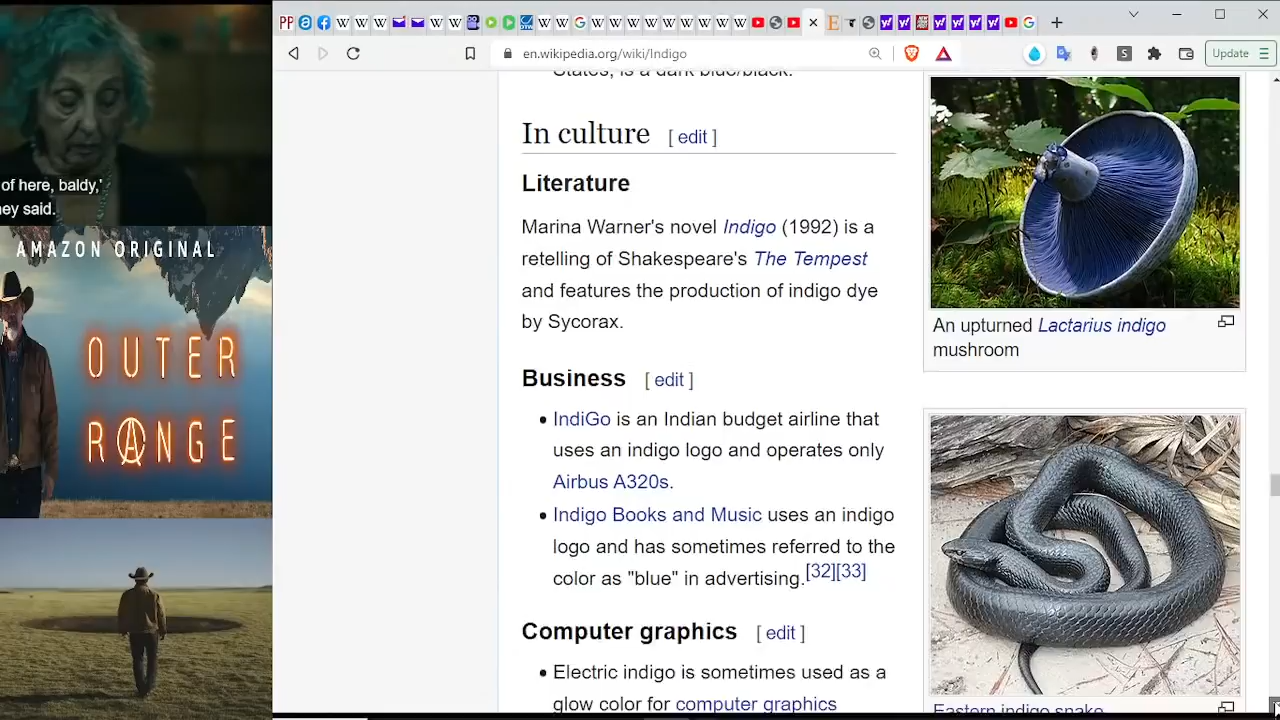 en.wikipedia.org/wiki/Indigo
Update
of here, baldy,'
ey said.
AMAZON ORIGINAL
OUTER
RANGE
States, is a dark blue/black.
In culture [ edit ]
Literature
Marina Warner's novel Indigo (1992) is a
retelling of Shakespeare's The Tempest
and features the production of indigo dye
by Sycorax.
Business [ edit ]
• IndiGo is an Indian budget airline that
uses an indigo logo and operates only
Airbus A320s.
• Indigo Books and Music uses an indigo
logo and has sometimes referred to the
color as "blue" in advertising.[32][33]
Computer graphics [ edit ]
• Electric indigo is sometimes used as a
glow color for computer graphics
An upturned Lactarius indigo
mushroom
Eastern indigo snake